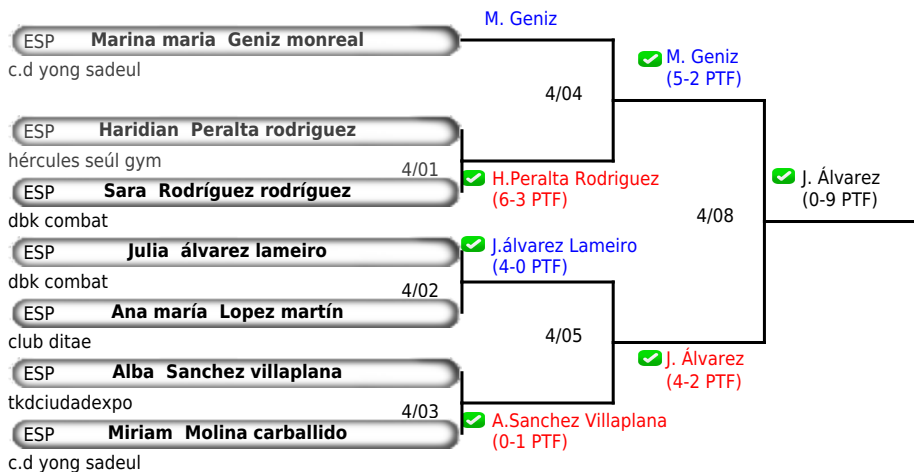 M. Geniz
ESP Marina maria Geniz monreal
c.d yong sadeul
M. Geniz
(5-2 PTF)
4/04
ESP Haridian Peralta rodriguez
hércules seúl gym
4/01
H.Peralta Rodriguez
(6-3 PTF)
ESP Sara Rodríguez rodríguez
dbk combat
J. Álvarez
(0-9 PTF)
4/08
ESP Julia álvarez lameiro
dbk combat
J.álvarez Lameiro
(4-0 PTF)
4/02
ESP Ana maría Lopez martín
club ditae
4/05
J. Álvarez
(4-2 PTF)
ESP Alba Sanchez villaplana
tkdciudadexpo
4/03
A.Sanchez Villaplana
(0-1 PTF)
ESP Miriam Molina carballido
c.d yong sadeul